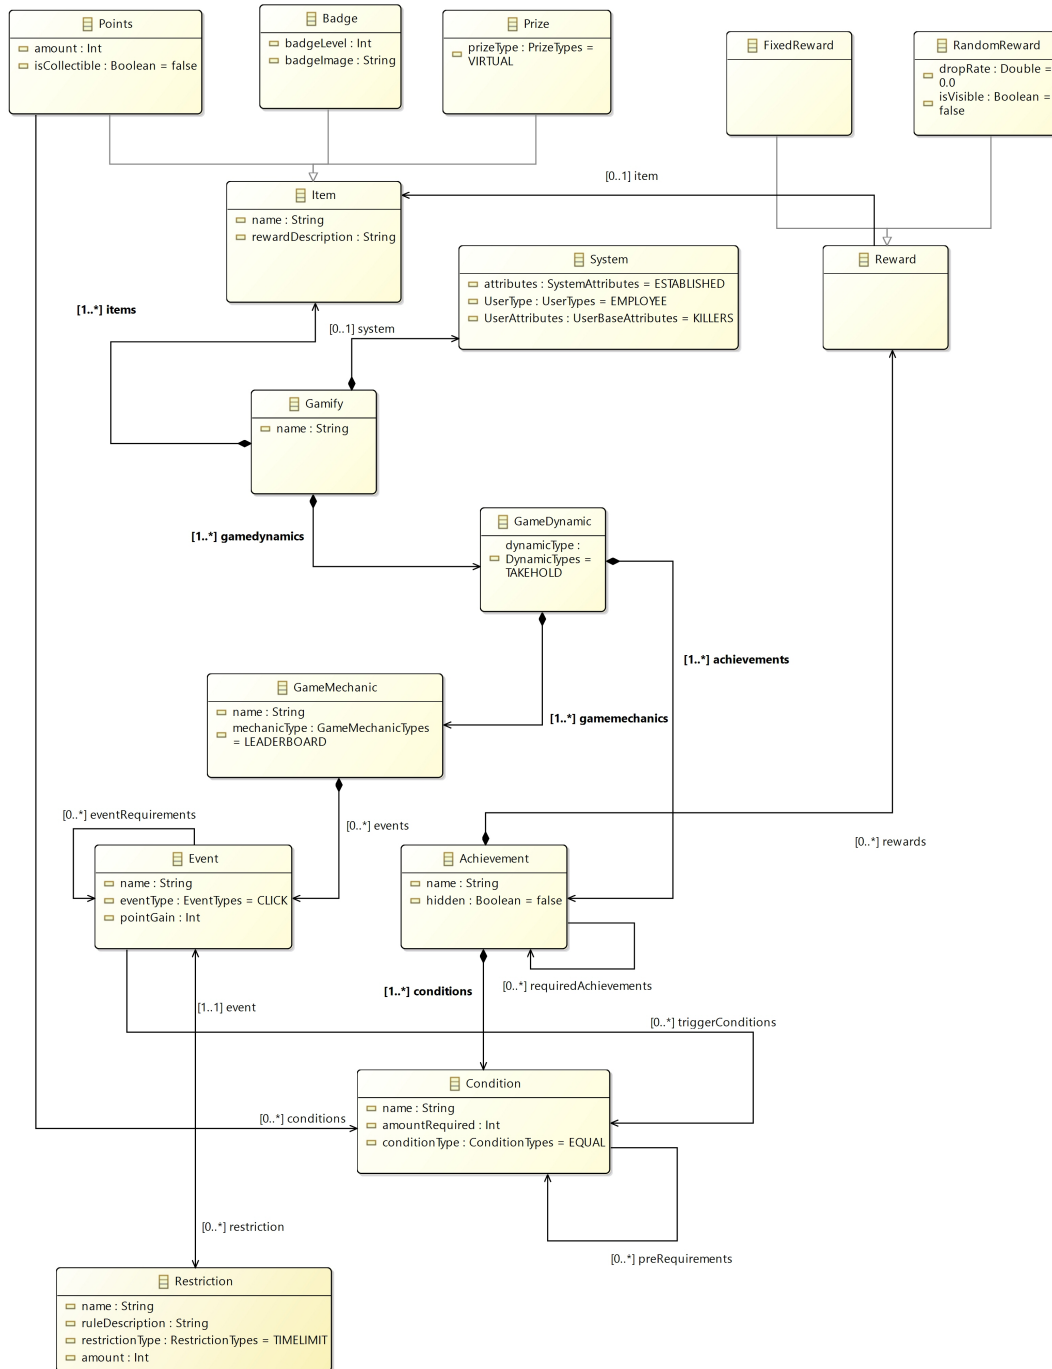 Points
amount : Int
isCollectible : Boolean = false
Badge
badgeLevel : Int
badgeImage : String
Prize
prizeType : PrizeTypes =
VIRTUAL
FixedReward
RandomReward
dropRate : Double =
0.0
isVisible : Boolean =
false
[0..1] item
Item
name : String
rewardDescription : String
System
attributes : SystemAttributes = ESTABLISHED
UserType : UserTypes = EMPLOYEE
UserAttributes : UserBaseAttributes = KILLERS
Reward
[1..*] items
[0..1] system
Gamify
name : String
[1..*] gamedynamics
GameDynamic
dynamicType :
DynamicTypes =
TAKEHOLD
[1..*] achievements
GameMechanic
name : String
mechanicType : GameMechanicTypes
= LEADERBOARD
[1..*] gamemechanics
[0..*] eventRequirements
[0..*] events
[0..*] rewards
Event
name : String
eventType : EventTypes = CLICK
pointGain : Int
Achievement
name : String
hidden : Boolean = false
[1..*] conditions
[0..*] requiredAchievements
[1..1] event
[0..*] triggerConditions
Condition
name : String
amountRequired : Int
conditionType : ConditionTypes = EQUAL
[0..*] conditions
[0..*] restriction
[0..*] preRequirements
Restriction
name : String
ruleDescription : String
restrictionType : RestrictionTypes = TIMELIMIT
amount : Int